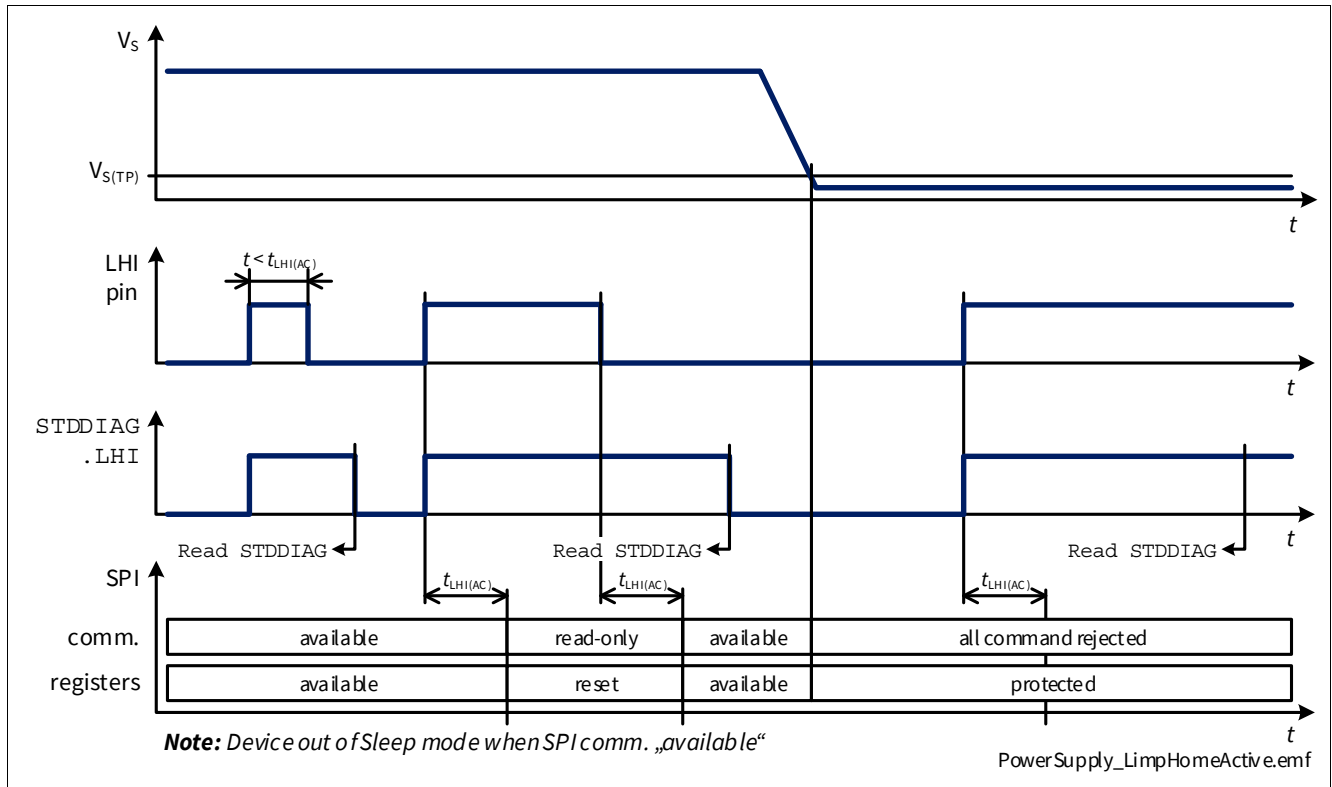 VS
VS(TP)
t
LHI
pin
t < tLHI(AC)
t
STDDIAG
.LHI
Read STDDIAG
Read STDDIAG
Read STDDIAG
t
SPI
tLHI(AC)
tLHI(AC)
tLHI(AC)
comm.
available
read-only
available
all command rejected
registers
available
reset
available
protected
t
Note: Device out of Sleep mode when SPI comm. „available“
PowerSupply_LimpHomeActive.emf